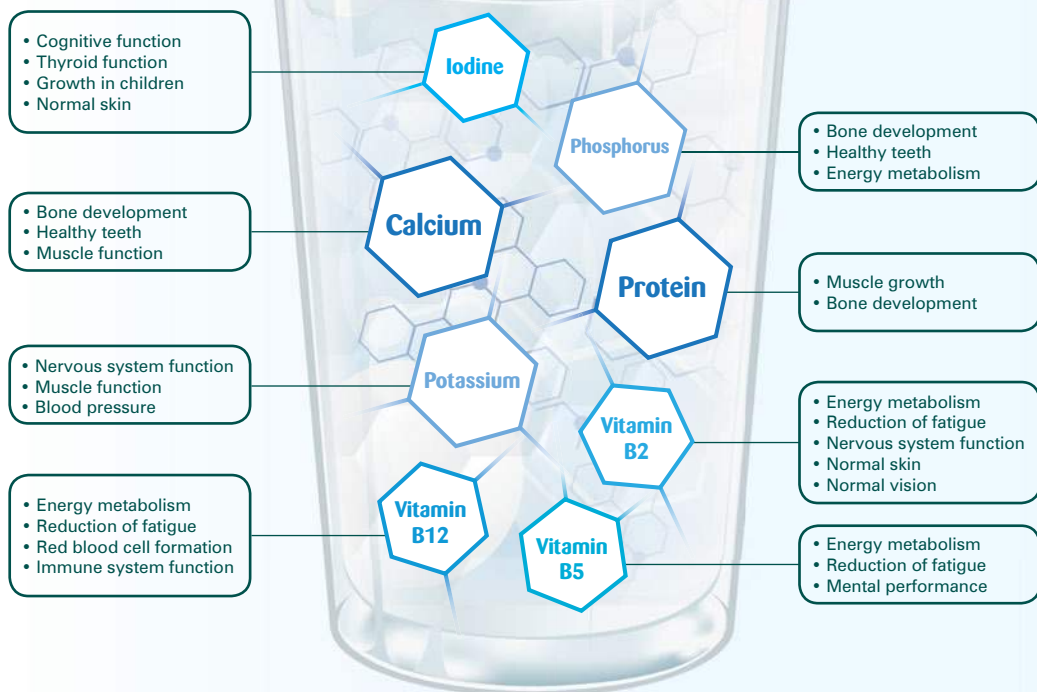 • Cognitive function
• Thyroid function
• Growth in children
• Normal skin
Iodine
Phosphorus
• Bone development
• Healthy teeth
• Energy metabolism
• Bone development
• Healthy teeth
• Muscle function
Calcium
Protein
• Muscle growth
• Bone development
• Nervous system function
• Muscle function
• Blood pressure
Potassium
Vitamin
B2
• Energy metabolism
• Reduction of fatigue
• Nervous system function
• Normal skin
• Normal vision
• Energy metabolism
• Reduction of fatigue
• Red blood cell formation
• Immune system function
Vitamin
B12
Vitamin
B5
• Energy metabolism
• Reduction of fatigue
• Mental performance